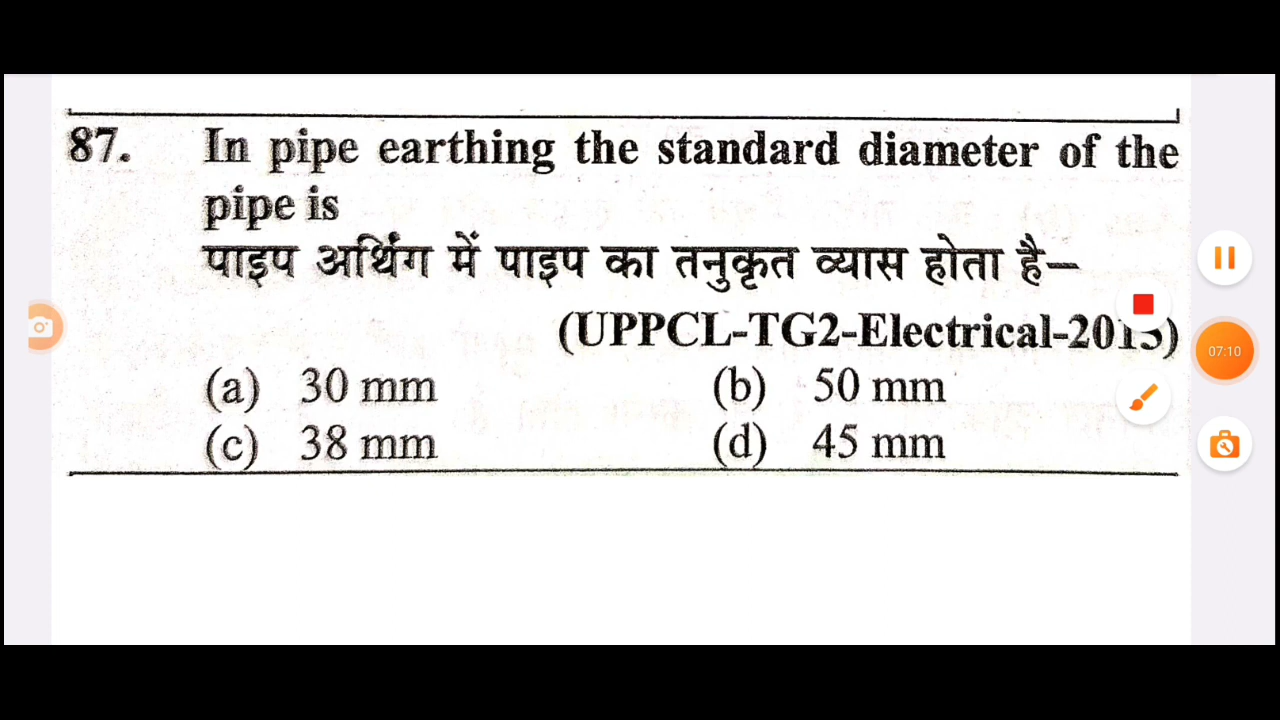 87. In pipe earthing the standard diameter of the
pipe is
पाइप अर्थिंग में पाइप का तनुकृत व्यास होता है–
(UPPCL-TG2-Electrical-2015)
(a) 30 mm (b) 50 mm
(c) 38 mm (d) 45 mm
07:10